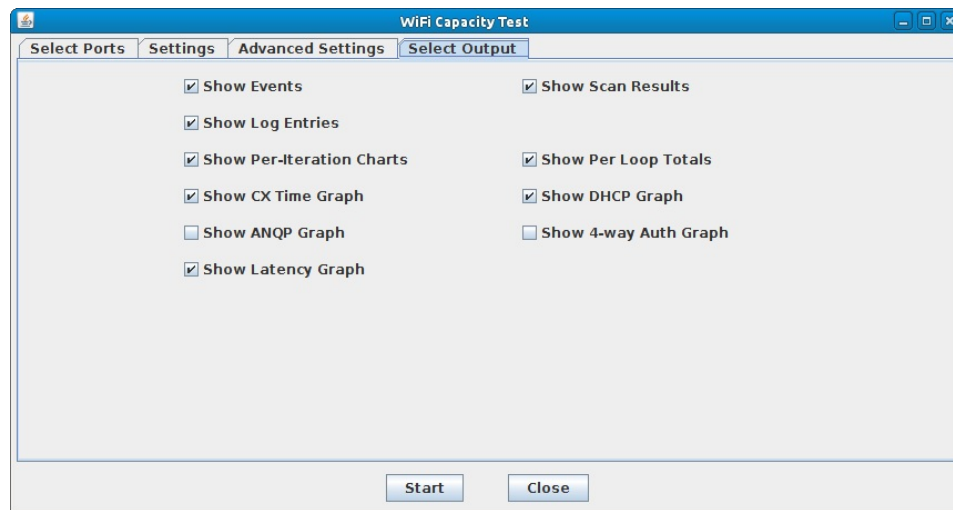 WiFi Capacity Test
Select Ports Settings Advanced Settings Select Output
Show Events Show Scan Results
Show Log Entries
Show Per-Iteration Charts Show Per Loop Totals
Show CX Time Graph Show DHCP Graph
Show ANQP Graph Show 4-way Auth Graph
Show Latency Graph
Start Close